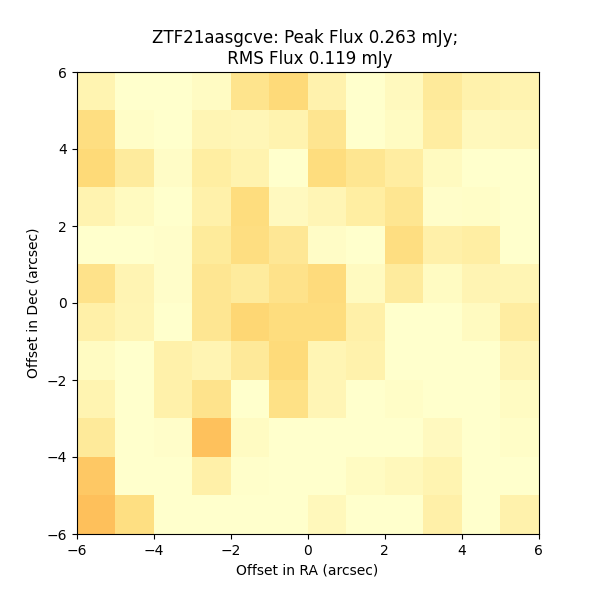 ZTF21aasgcve: Peak Flux 0.263 mJy;
RMS Flux 0.119 mJy
6
4
2
0
−2
−4
−6
Offset in Dec (arcsec)
−6 −4 −2 0 2 4 6
Offset in RA (arcsec)